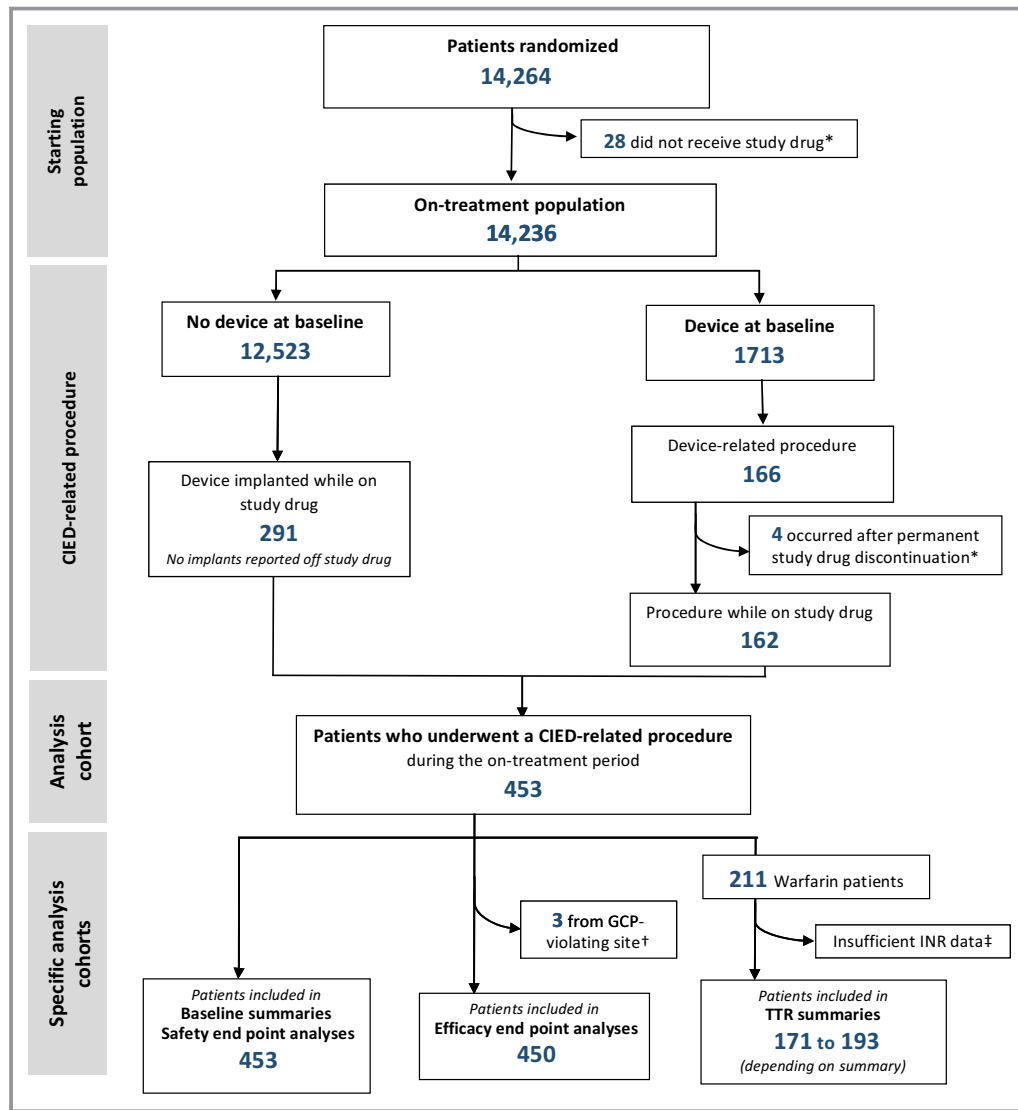 Starting
population
Patients randomized
14,264
28 did not receive study drug*
On-treatment population
14,236
CIED-related procedure
No device at baseline
12,523
Device at baseline
1713
Device-related procedure
166
Device implanted while on
study drug
291
No implants reported off study drug
4 occurred after permanent
study drug discontinuation*
Procedure while on study drug
162
Analysis
cohort
Patients who underwent a CIED-related procedure
during the on-treatment period
453
Specific analysis
cohorts
211 Warfarin patients
3 from GCP-
violating site†
Insufficient INR data‡
Patients included in
Baseline summaries
Safety end point analyses
453
Patients included in
Efficacy end point analyses
450
Patients included in
TTR summaries
171 to 193
(depending on summary)